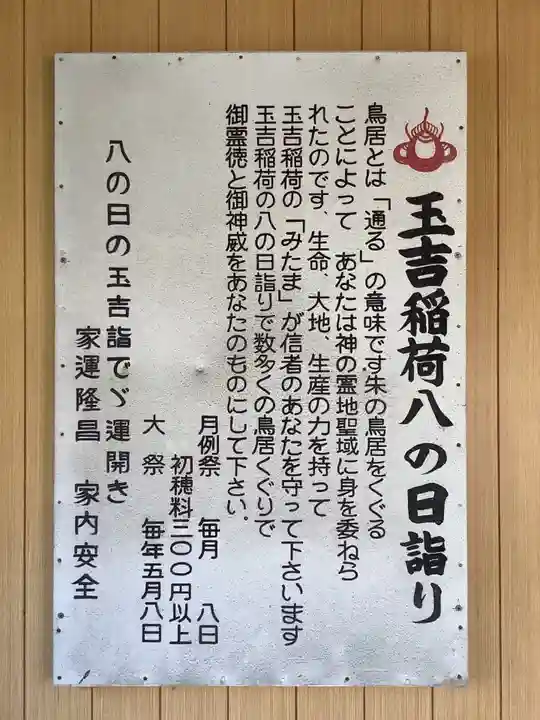 玉吉稲荷八の日詣り
鳥居とは「通る」の意味です朱の鳥居をくぐる
ことによって あなたは神の霊地聖域に身を委ねら
れたのです、生命、大地、生産の力を持って
玉吉稲荷の「みたま」が信者のあなたを守って下さいます
玉吉稲荷の八の日詣りで数多くの鳥居くぐりで
御霊徳と御神威をあなたのものにして下さい。
月例祭 毎月 八日
初穂料三〇〇円以上
大祭 毎年五月八日
八の日の玉吉詣でゞ運開き
家運隆昌 家内安全